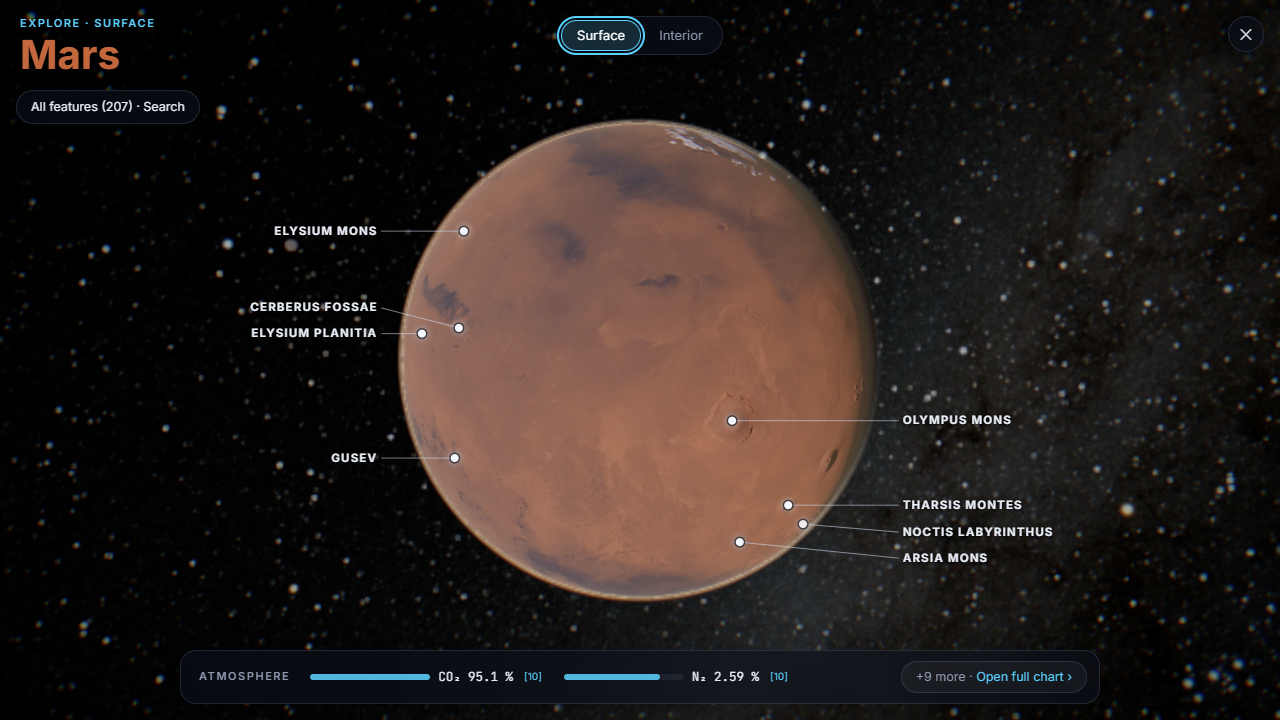 EXPLORE · SURFACE
Mars
All features (207) · Search
Surface
Interior
ELYSIUM MONS
CERBERUS FOSSAE
ELYSIUM PLANITIA
GUSEV
OLYMPUS MONS
THARSIS MONTES
NOCTIS LABYRINTHUS
ARSIA MONS
ATMOSPHERE CO₂ 95.1 % [10] N₂ 2.59 % [10] +9 more · Open full chart ›